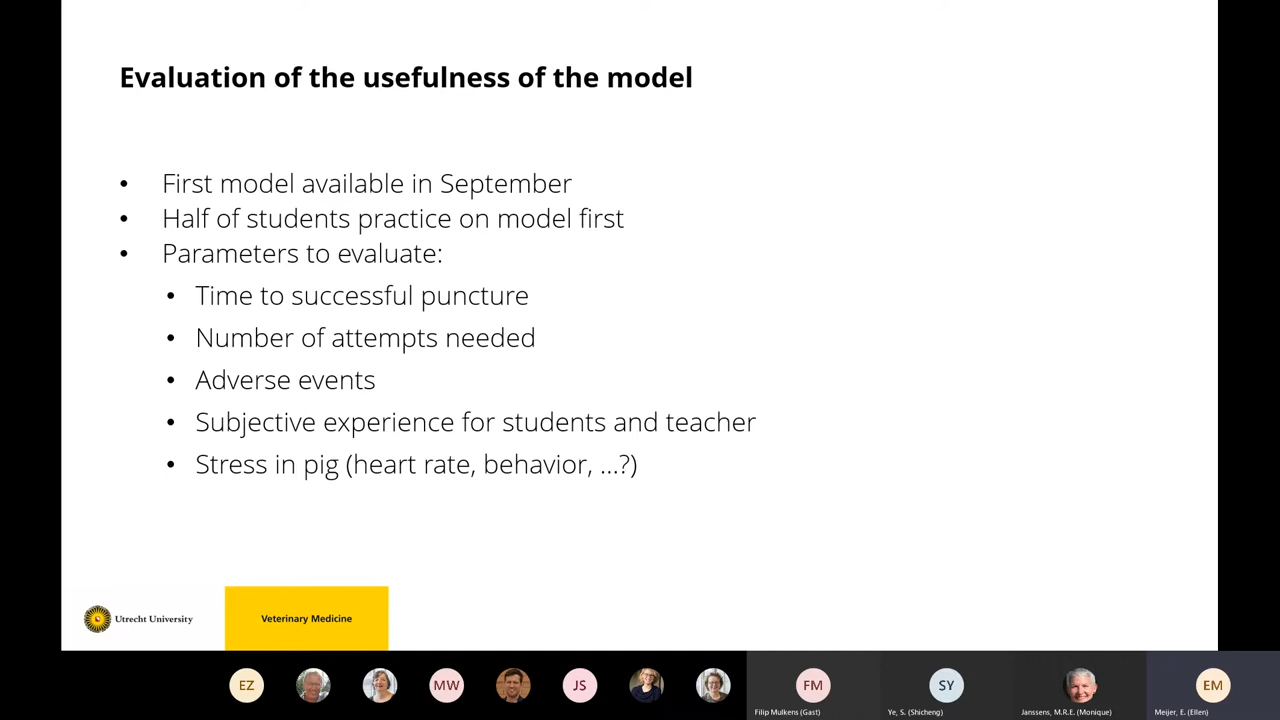 Evaluation of the usefulness of the model
• First model available in September
• Half of students practice on model first
• Parameters to evaluate:
• Time to successful puncture
• Number of attempts needed
• Adverse events
• Subjective experience for students and teacher
• Stress in pig (heart rate, behavior, ...?)
Utrecht University
Veterinary Medicine
EZ
MW
JS
FM
SY
EM
Filip Mulkens (Gast)
Ye, S. (Shicheng)
Janssens, M.R.E. (Monique)
Meijer, E. (Ellen)